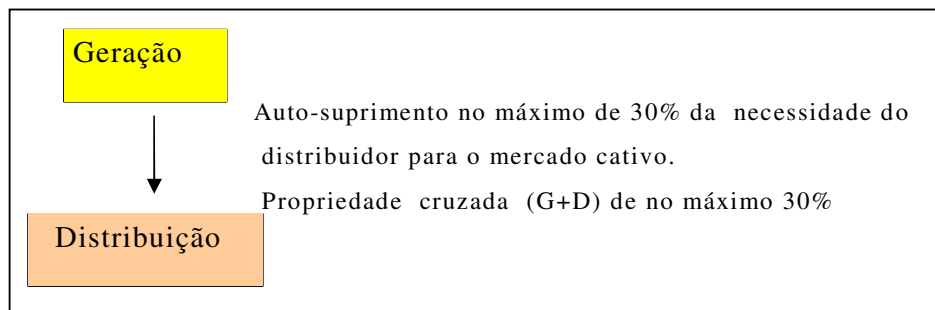 Geração
Auto-suprimento no máximo de 30% da necessidade do
distribuidor para o mercado cativo.
Propriedade cruzada (G+D) de no máximo 30%
Distribuição